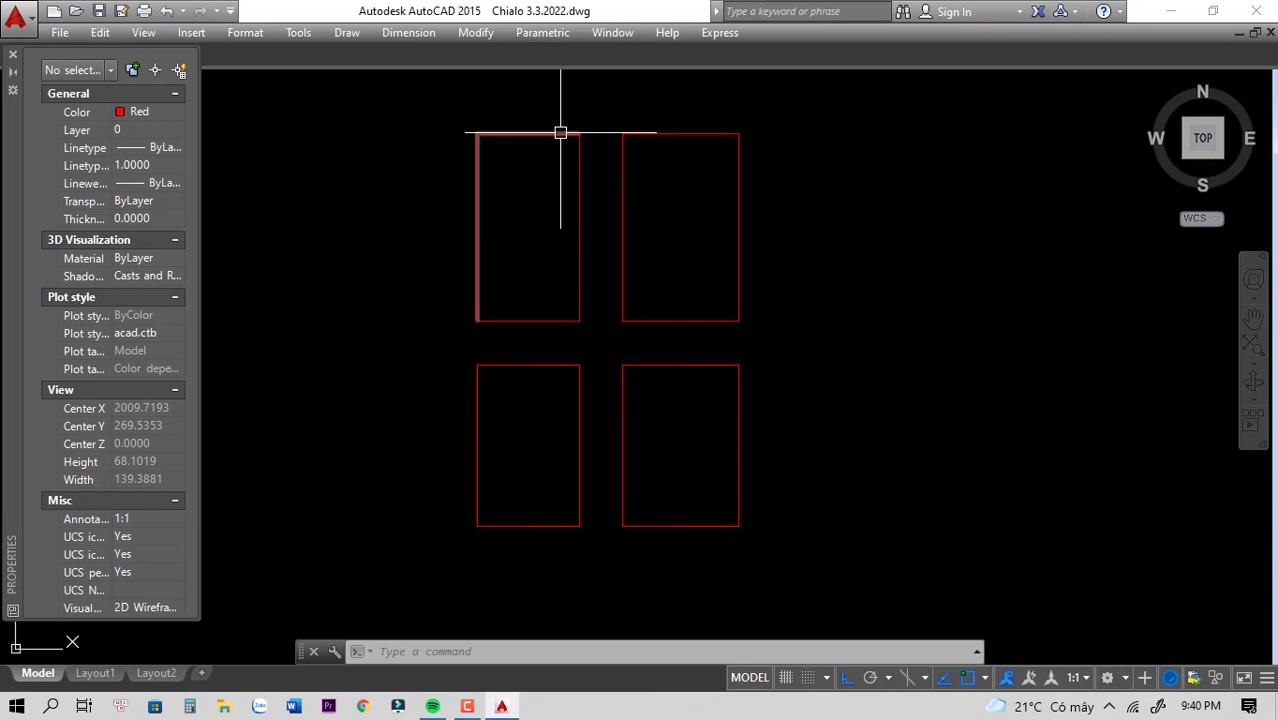 Autodesk AutoCAD 2015 Chialo 3.3.2022.dwg
Type a keyword or phrase
Sign In
File Edit View Insert Format Tools Draw Dimension Modify Parametric Window Help Express
No select...
General
Color Red
Layer 0
Linetype ByLa...
Linetyp... 1.0000
Linewe... ByLa...
Transp... ByLayer
Thickn... 0.0000
3D Visualization
Material ByLayer
Shado... Casts and R...
Plot style
Plot sty... ByColor
Plot sty... acad.ctb
Plot ta... Model
Plot ta... Color depe...
View
Center X 2009.7193
Center Y 269.5353
Center Z 0.0000
Height 68.1019
Width 139.3881
Misc
Annota... 1:1
UCS ic... Yes
UCS ic... Yes
UCS pe... Yes
UCS N...
Visual... 2D Wirefra...
PROPERTIES
N
W TOP E
S
WCS
X
Type a command
Model Layout1 Layout2 +
MODEL 1:1
Zalo W Pr
21°C Có mây 9:40 PM